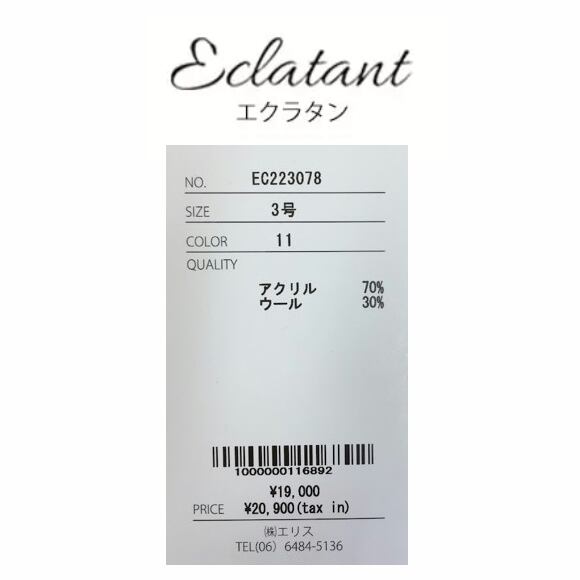 Eclatant
エクラタン
NO. EC223078
SIZE 3号
COLOR 11
QUALITY
アクリル 70%
ウール 30%
1000000116892
¥19,000
PRICE ¥20,900(tax in)
㈱エリス
TEL(06) 6484-5136